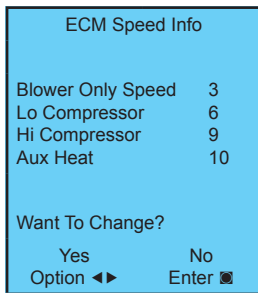 ECM Speed Info
Blower Only Speed 3
Lo Compressor 6
Hi Compressor 9
Aux Heat 10
Want To Change?
Yes No
Option ◄► Enter ◙